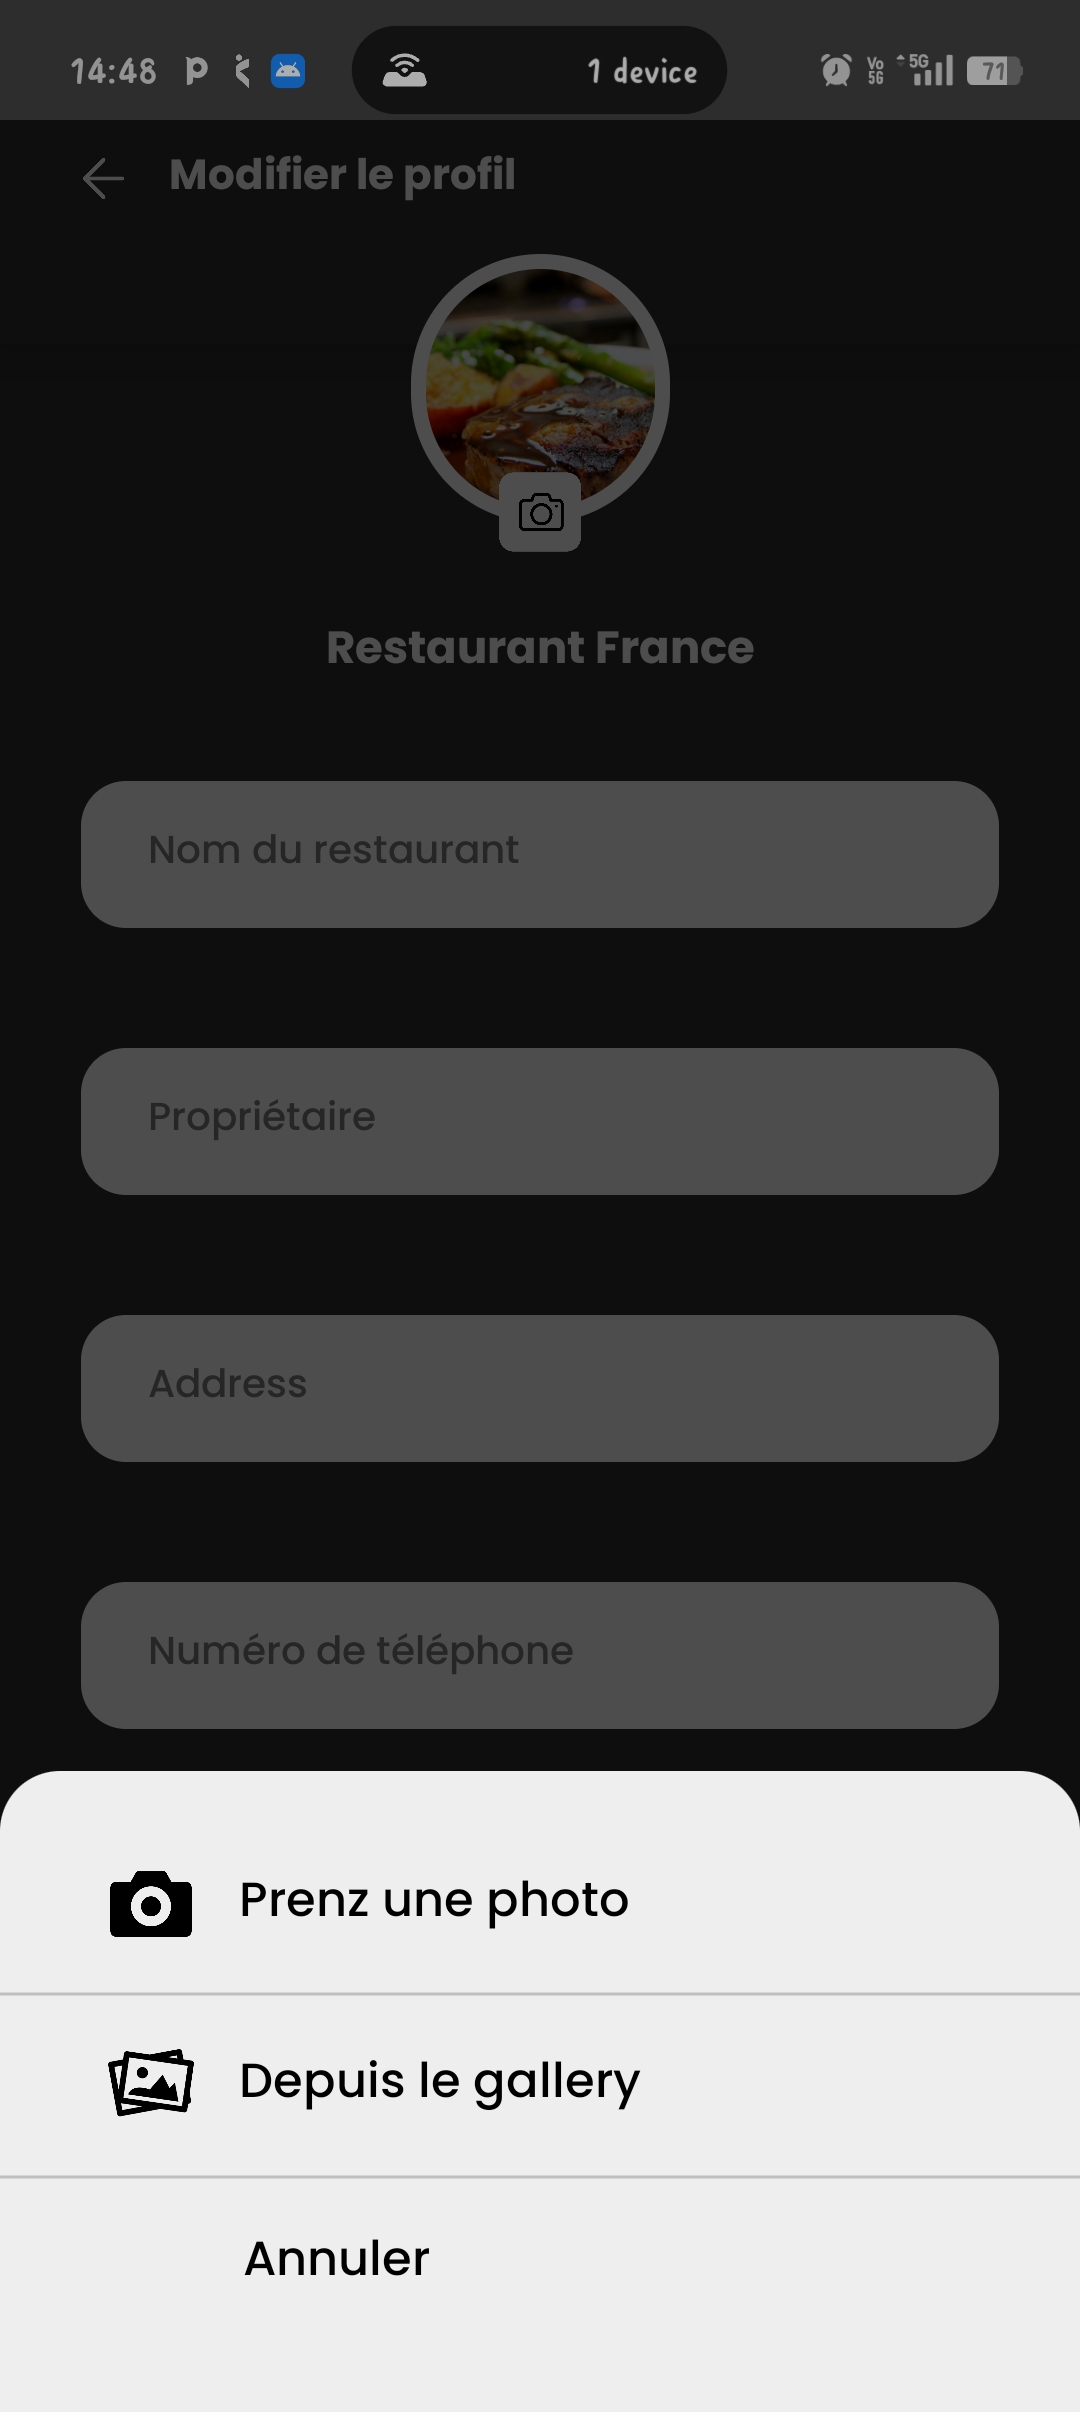 14:48
1 device
Vo
5G
5G
71
Modifier le profil
Restaurant France
Nom du restaurant
Propriétaire
Address
Numéro de téléphone
Prenz une photo
Depuis le gallery
Annuler